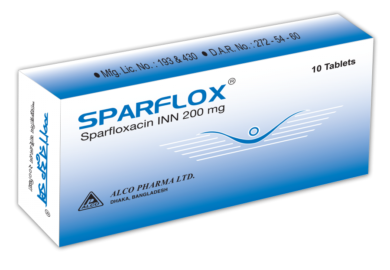 ● Mfg. Lic. No. : 193 & 430 ● D.A.R. No. : 272 - 54 - 60
10 Tablets
SPARFLOX®
Sparfloxacin INN 200 mg
ALCO
ALCO PHARMA LTD.
DHAKA, BANGLADESH